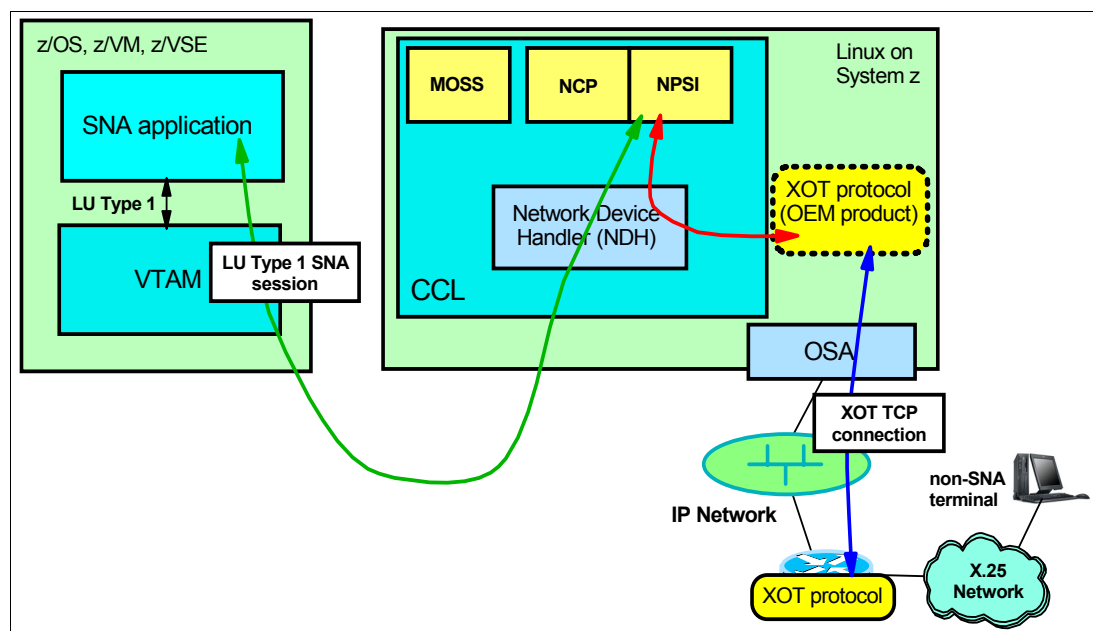 z/OS, z/VM, z/VSE
SNA application
LU Type 1
VTAM
LU Type 1 SNA
session
MOSS
NCP
NPSI
Linux on
System z
Network Device
Handler (NDH)
CCL
XOT protocol
(OEM product)
OSA
XOT TCP
connection
IP Network
non-SNA
terminal
X.25
Network
XOT protocol